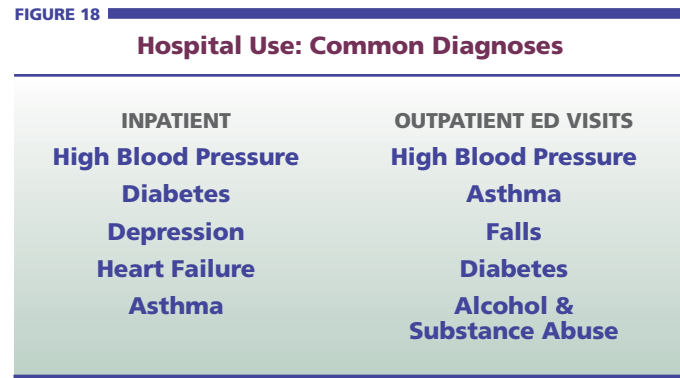 FIGURE 18
Hospital Use: Common Diagnoses
INPATIENT
High Blood Pressure
Diabetes
Depression
Heart Failure
Asthma
OUTPATIENT ED VISITS
High Blood Pressure
Asthma
Falls
Diabetes
Alcohol &
Substance Abuse